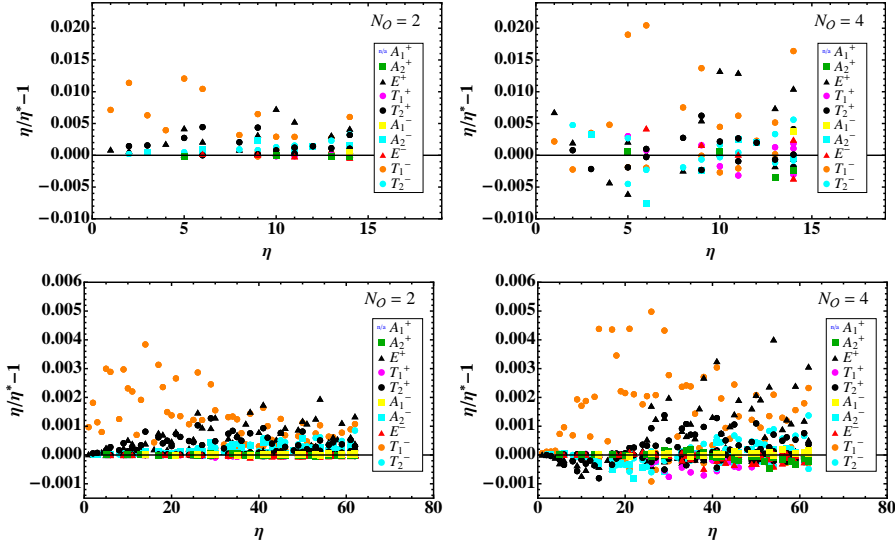 N_O = 2
η/η*−1
0.020
0.015
0.010
0.005
0.000
−0.005
−0.010
0 5 10 15
η
n/a A₁⁺
A₂⁺
E⁺
T₁⁺
T₂⁺
A₁⁻
A₂⁻
E⁻
T₁⁻
T₂⁻
N_O = 4
η/η*−1
0.020
0.015
0.010
0.005
0.000
−0.005
−0.010
0 5 10 15
η
n/a A₁⁺
A₂⁺
E⁺
T₁⁺
T₂⁺
A₁⁻
A₂⁻
E⁻
T₁⁻
T₂⁻
N_O = 2
η/η*−1
0.006
0.005
0.004
0.003
0.002
0.001
0.000
−0.001
0 20 40 60 80
η
n/a A₁⁺
A₂⁺
E⁺
T₁⁺
T₂⁺
A₁⁻
A₂⁻
E⁻
T₁⁻
T₂⁻
N_O = 4
η/η*−1
0.006
0.005
0.004
0.003
0.002
0.001
0.000
−0.001
0 20 40 60 80
η
n/a A₁⁺
A₂⁺
E⁺
T₁⁺
T₂⁺
A₁⁻
A₂⁻
E⁻
T₁⁻
T₂⁻